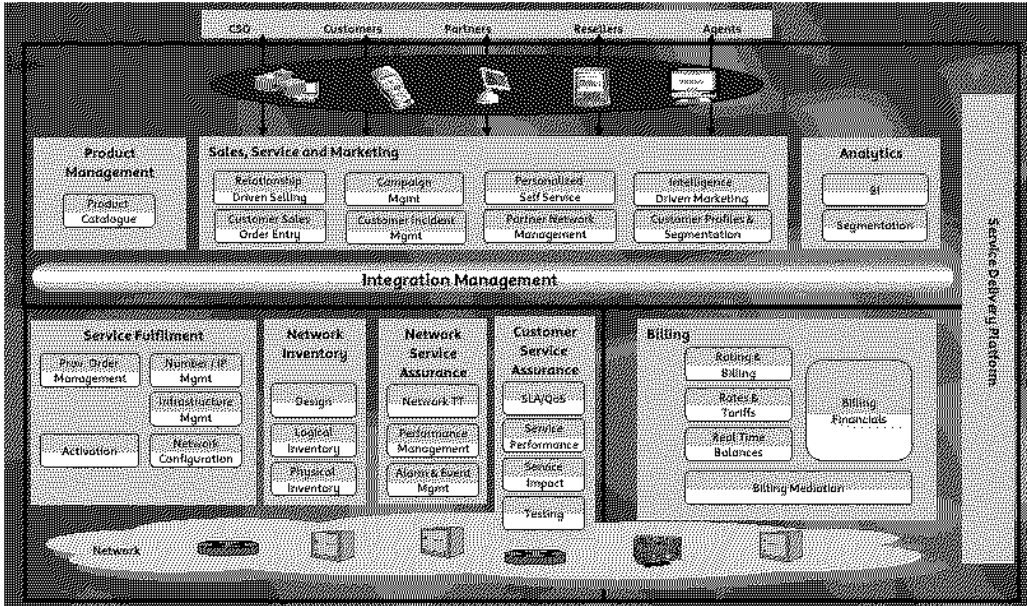 CSO Customers Partners Resellers Agents
Product
Management
Product
Catalogue
Sales, Service and Marketing
Relationship
Driven Selling
Campaign
Mgmt
Personalized
Self Service
Intelligence
Driven Marketing
Customer Sales
Order Entry
Customer Incident
Mgmt
Partner Network
Management
Customer Profiles &
Segmentation
Analytics
BI
Segmentation
Service Delivery Platform
Integration Management
Service Fulfilment
Prov. Order
Management
Number / IP
Mgmt
Infrastructure
Mgmt
Activation
Network
Configuration
Network
Inventory
Design
Logical
Inventory
Physical
Inventory
Network
Service
Assurance
Network TT
Performance
Management
Alarm & Event
Mgmt
Customer
Service
Assurance
SLA/QoS
Service
Performance
Service
Impact
Testing
Billing
Rating &
Billing
Rates &
Tariffs
Real Time
Balances
Billing
Financials
Billing Mediation
Network